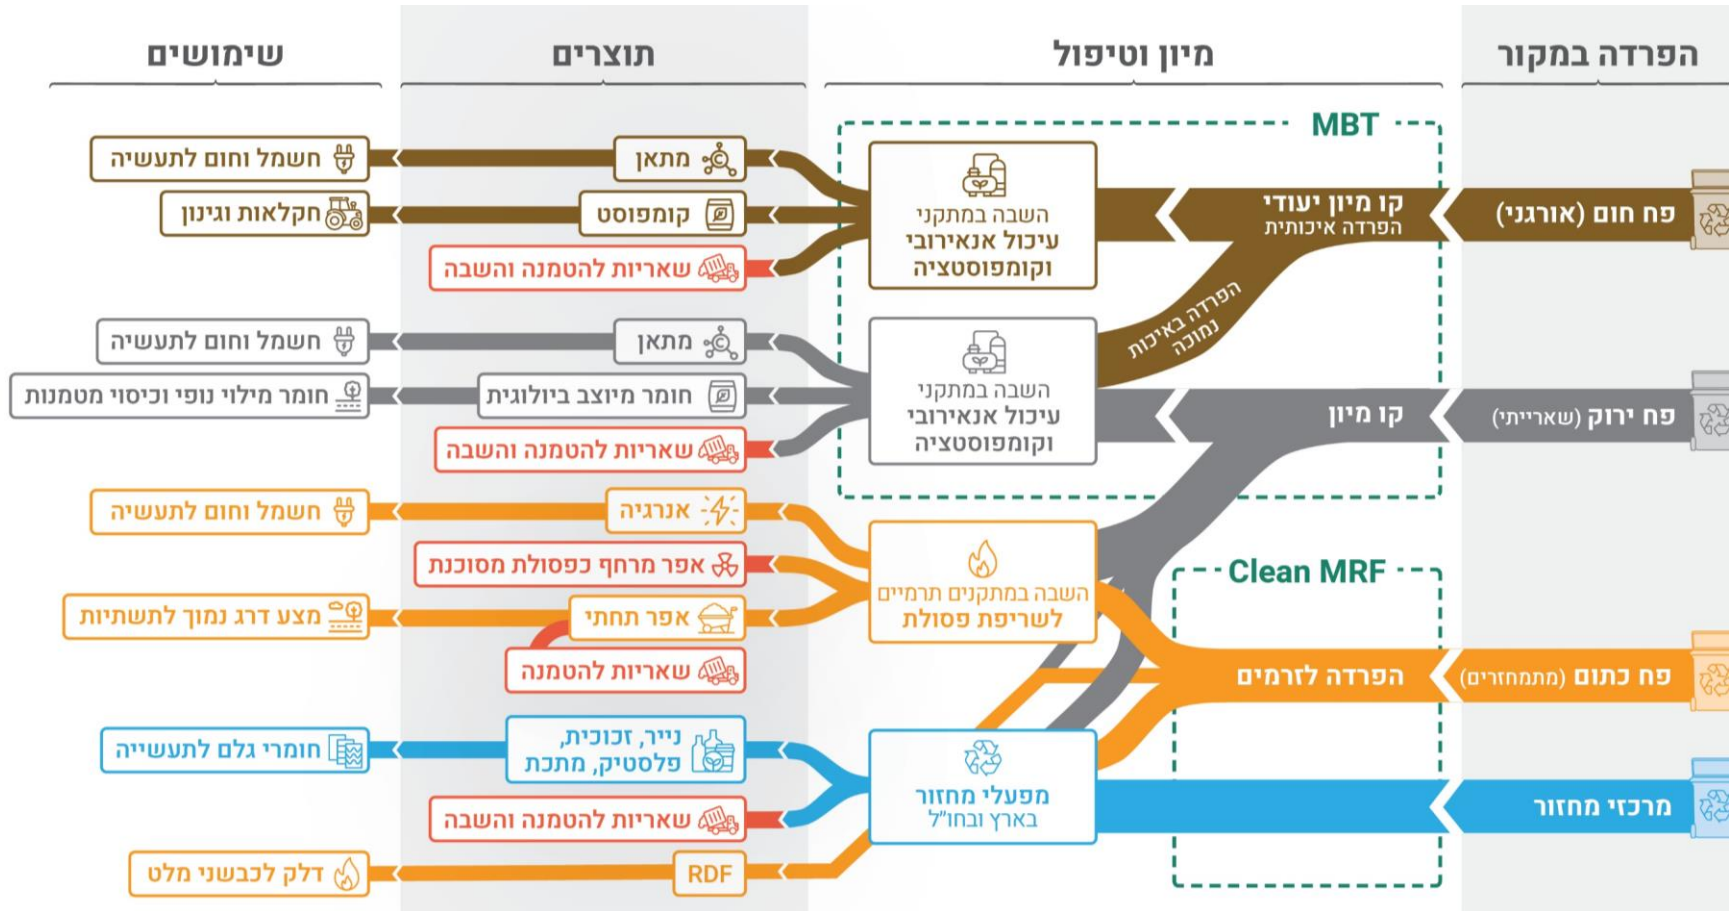 הפרדה במקור
מיון וטיפול
תוצרים
שימושים
MBT
פח חום (אורגני)
קו מיון יעודי
הפרדה איכותית
השבה במתקני
עיכול אנאירובי
וקומפוסטציה
מתאן
חשמל וחום לתעשיה
קומפוסט
חקלאות וגינון
שאריות להטמנה והשבה
הפרדה באיכות
נמוכה
פח ירוק (שארייתי)
קו מיון
השבה במתקני
עיכול אנאירובי
וקומפוסטציה
מתאן
חשמל וחום לתעשיה
חומר מיוצב ביולוגית
חומר מילוי נופי וכיסוי מטמנות
שאריות להטמנה והשבה
Clean MRF
פח כתום (מתמחזרים)
הפרדה לזרמים
השבה במתקנים תרמיים
לשריפת פסולת
אנרגיה
חשמל וחום לתעשיה
אפר מרחף כפסולת מסוכנת
אפר תחתי
מצע דרג נמוך לתשתיות
שאריות להטמנה
מרכזי מחזור
מפעלי מחזור
בארץ ובחו"ל
נייר, זכוכית,
פלסטיק, מתכת
חומרי גלם לתעשייה
שאריות להטמנה והשבה
RDF
דלק לכבשני מלט